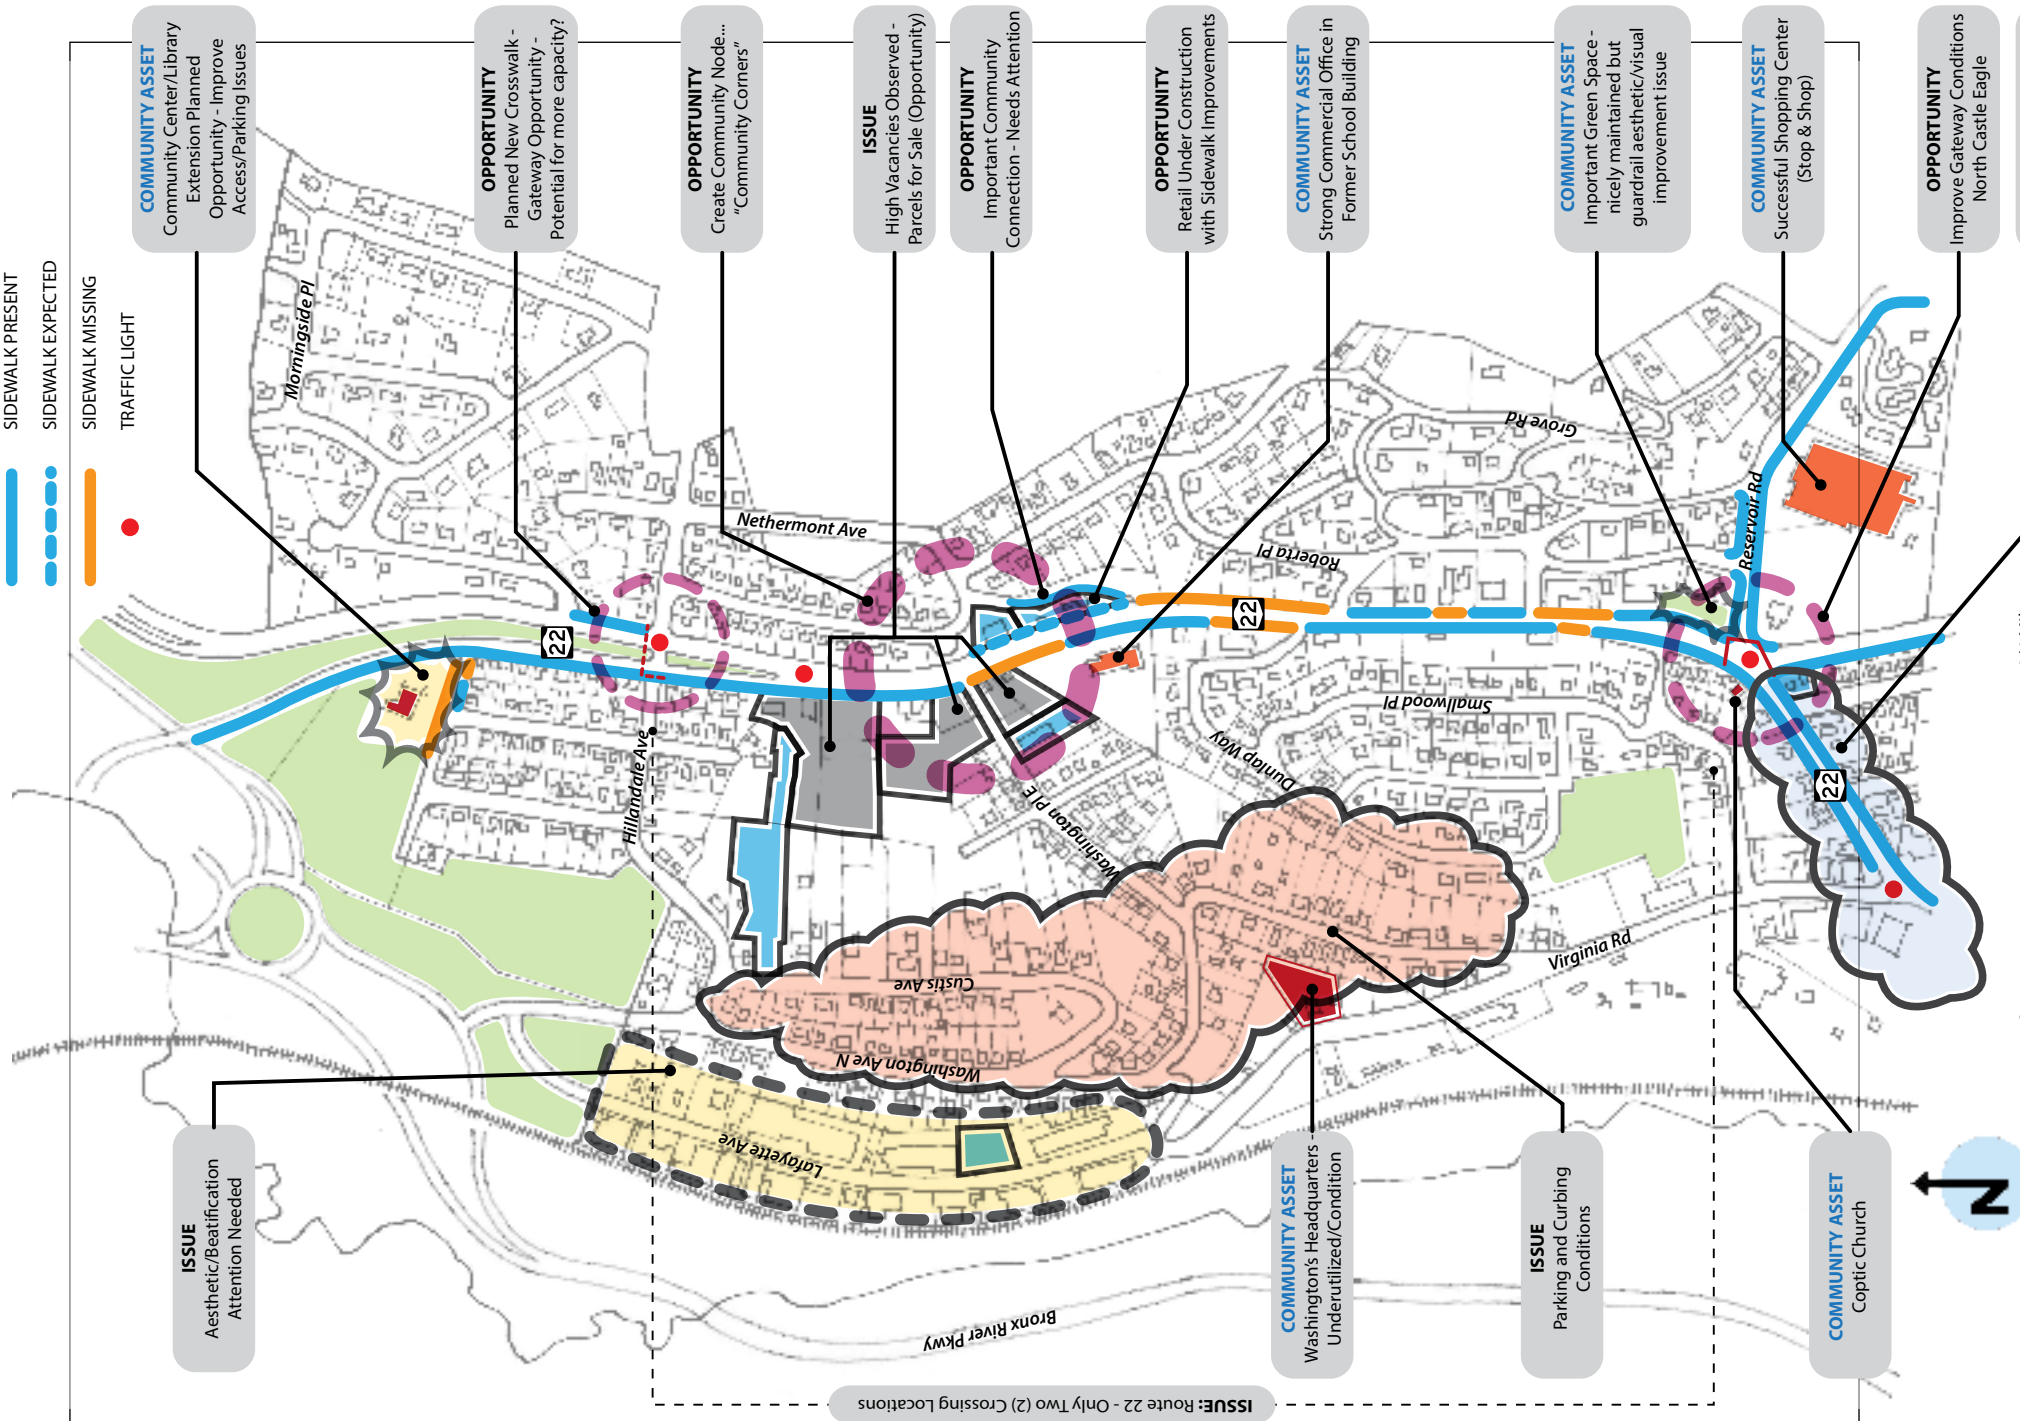 SIDEWALK PRESENT
SIDEWALK EXPECTED
SIDEWALK MISSING
TRAFFIC LIGHT
COMMUNITY ASSET
Community Center/Library
Extension Planned
Opportunity - Improve
Access/Parking Issues
OPPORTUNITY
Planned New Crosswalk -
Gateway Opportunity -
Potential for more capacity?
OPPORTUNITY
Create Community Node...
"Community Corners"
ISSUE
High Vacancies Observed -
Parcels for Sale (Opportunity)
OPPORTUNITY
Important Community
Connection - Needs Attention
OPPORTUNITY
Retail Under Construction
with Sidewalk Improvements
COMMUNITY ASSET
Strong Commercial Office in
Former School Building
COMMUNITY ASSET
Important Green Space -
nicely maintained but
guardrail aesthetic/visual
improvement issue
COMMUNITY ASSET
Successful Shopping Center
(Stop & Shop)
OPPORTUNITY
Improve Gateway Conditions
North Castle Eagle
Morningside Pl
Nethermont Ave
Grove Rd
Roberta Pl
Reservoir Rd
22
22
22
Hillandale Ave
Washington Pl E
Dunlap Way
Smallwood Pl
Virginia Rd
Custis Ave
Washington Ave N
Lafayette Ave
Bronx River Pkwy
ISSUE
Aesthetic/Beatification
Attention Needed
COMMUNITY ASSET
Washington's Headquarters -
Underutilized/Condition
ISSUE
Parking and Curbing
Conditions
COMMUNITY ASSET
Coptic Church
N
ISSUE: Route 22 - Only Two (2) Crossing Locations